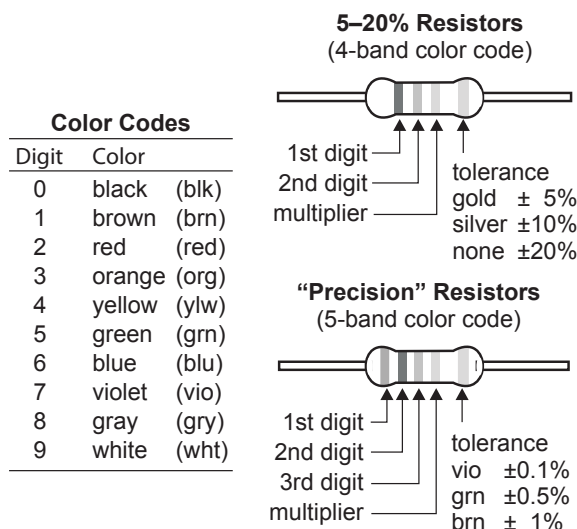 Color Codes
Digit Color
0 black (blk)
1 brown (brn)
2 red (red)
3 orange (org)
4 yellow (ylw)
5 green (grn)
6 blue (blu)
7 violet (vio)
8 gray (gry)
9 white (wht)
5–20% Resistors
(4-band color code)
1st digit
2nd digit
multiplier
tolerance
gold ± 5%
silver ±10%
none ±20%
“Precision” Resistors
(5-band color code)
1st digit
2nd digit
3rd digit
multiplier
tolerance
vio ±0.1%
grn ±0.5%
brn ± 1%